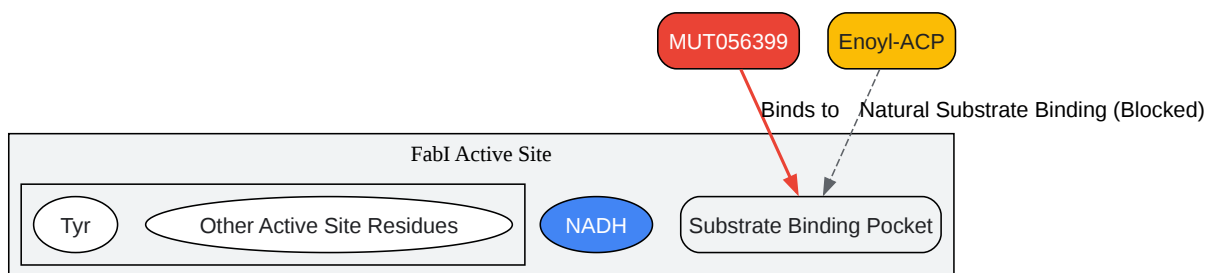 MUT056399
Enoyl-ACP
Binds to
Natural Substrate Binding (Blocked)
FabI Active Site
Tyr
Other Active Site Residues
NADH
Substrate Binding Pocket